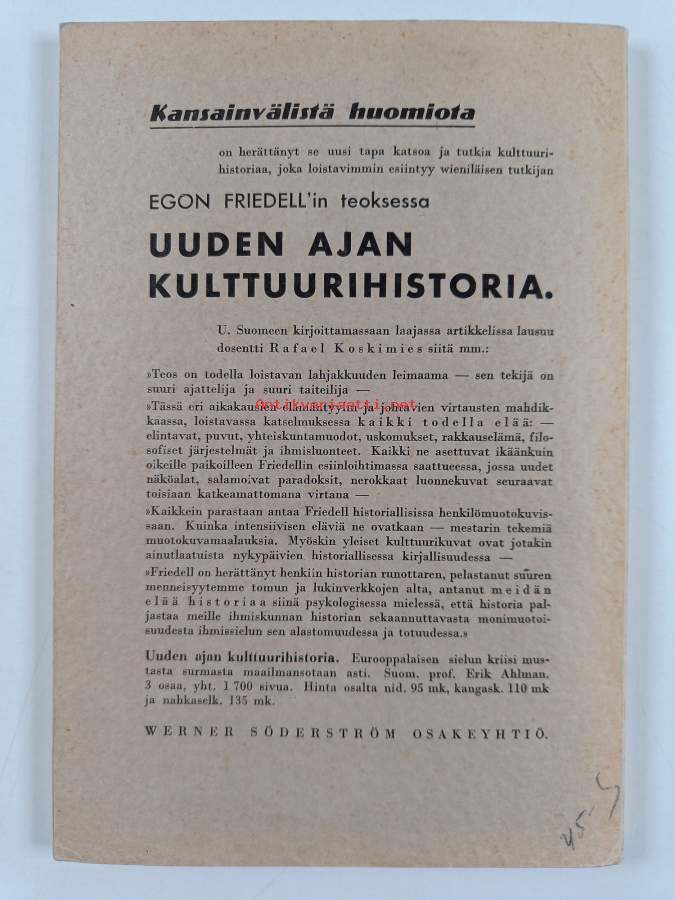 Kansainvälistä huomiota
on herättänyt se uusi tapa katsoa ja tutkia kulttuuri-
historiaa, joka loistavimmin esiintyy wieniläisen tutkijan
EGON FRIEDELL'in teoksessa
UUDEN AJAN
KULTTUURIHISTORIA.
U. Suomeen kirjoittamassaan laajassa artikkelissa lausuu
dosentti Rafael Koskimies siitä mm.:
»Teos on todella loistavan lahjakkuuden leimaama — sen tekijä on
suuri ajattelija ja suuri taiteilija —
Antikvariaatti.net
»Tässä eri aikakausien elämäntyylin ja johtavien virtausten mahdik-
kaassa, loistavassa katselmuksessa kaikki todella elää: —
elintavat, puvut, yhteiskuntamuodot, uskomukset, rakkauselämä, filo-
sofiset järjestelmät ja ihmisluonteet. Kaikki ne asettuvat ikäänkuin
oikeille paikoilleen Friedellin esiinloihtimassa saattueessa, jossa uudet
näköalat, salamoivat paradoksit, nerokkaat luonnekuvat seuraavat
toisiaan katkeamattomana virtana —
»Kaikkein parastaan antaa Friedell historiallisissa henkilömuotokuvis-
saan. Kuinka intensiivisen eläviä ne ovatkaan — mestarin tekemiä
muotokuvamaalauksia. Myöskin yleiset kulttuurikuvat ovat jotakin
ainutlaatuista nykypäivien historiallisessa kirjallisuudessa —
»Friedell on herättänyt henkiin historian runottaren, pelastanut suuren
menneisyytemme tomun ja lukinverkkojen alta, antanut meidän
elää historiaa siinä psykologisessa mielessä, että historia pal-
jastaa meille ihmiskunnan historian sekaannuttavasta monimuotoi-
suudesta ihmissielun sen alastomuudessa ja totuudessa.»
Uuden ajan kulttuurihistoria. Eurooppalaisen sielun kriisi mus-
tasta surmasta maailmansotaan asti. Suom. prof. Erik Ahlman.
3 osaa, yht. 1 700 sivua. Hinta osalta nid. 95 mk, kangask. 110 mk
ja nahkaselk. 135 mk.
WERNER SÖDERSTRÖM OSAKEYHTIÖ.
45.-